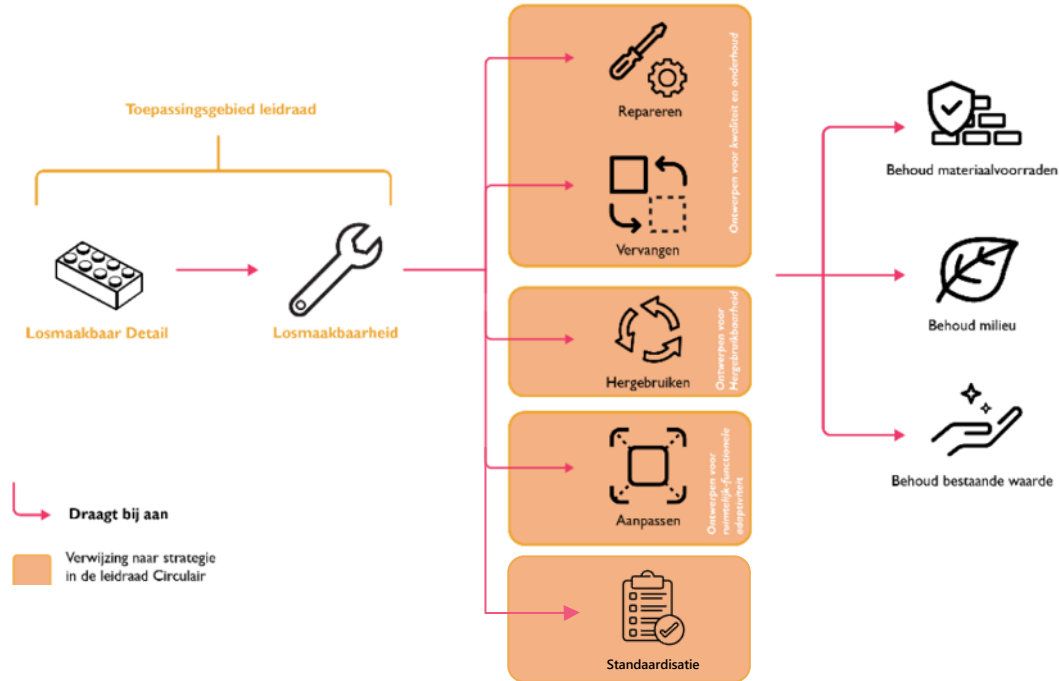 Toepassingsgebied leidraad
Losmaakbaar Detail
Losmaakbaarheid
Repareren
Vervangen
Ontwerpen voor kwaliteit en onderhoud
Hergebruiken
Ontwerpen voor
Hergebruikbaarheid
Aanpassen
Ontwerpen voor
ruimtelijk-functionele
adaptiviteit
Standaardisatie
Behoud materiaalvoorraden
Behoud milieu
Behoud bestaande waarde
Draagt bij aan
Verwijzing naar strategie
in de leidraad Circulair